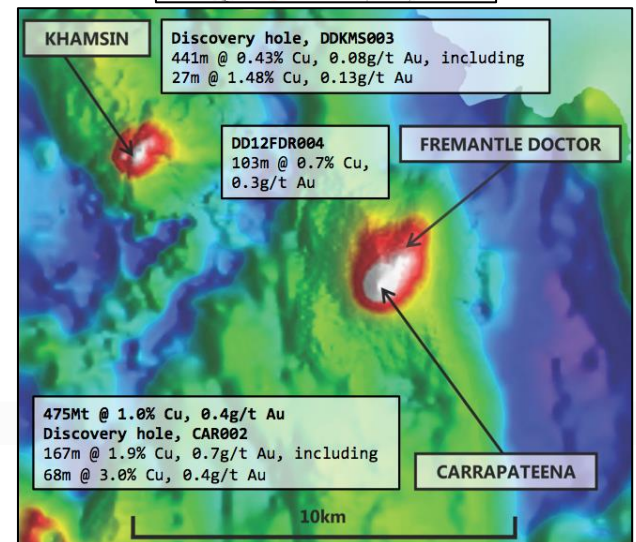 KHAMSIN
Discovery hole, DDKMS003
441m @ 0.43% Cu, 0.08g/t Au, including
27m @ 1.48% Cu, 0.13g/t Au
DD12FDR004
103m @ 0.7% Cu,
0.3g/t Au
FREMANTLE DOCTOR
475Mt @ 1.0% Cu, 0.4g/t Au
Discovery hole, CAR002
167m @ 1.9% Cu, 0.7g/t Au, including
68m @ 3.0% Cu, 0.4g/t Au
CARRAPATEENA
10km